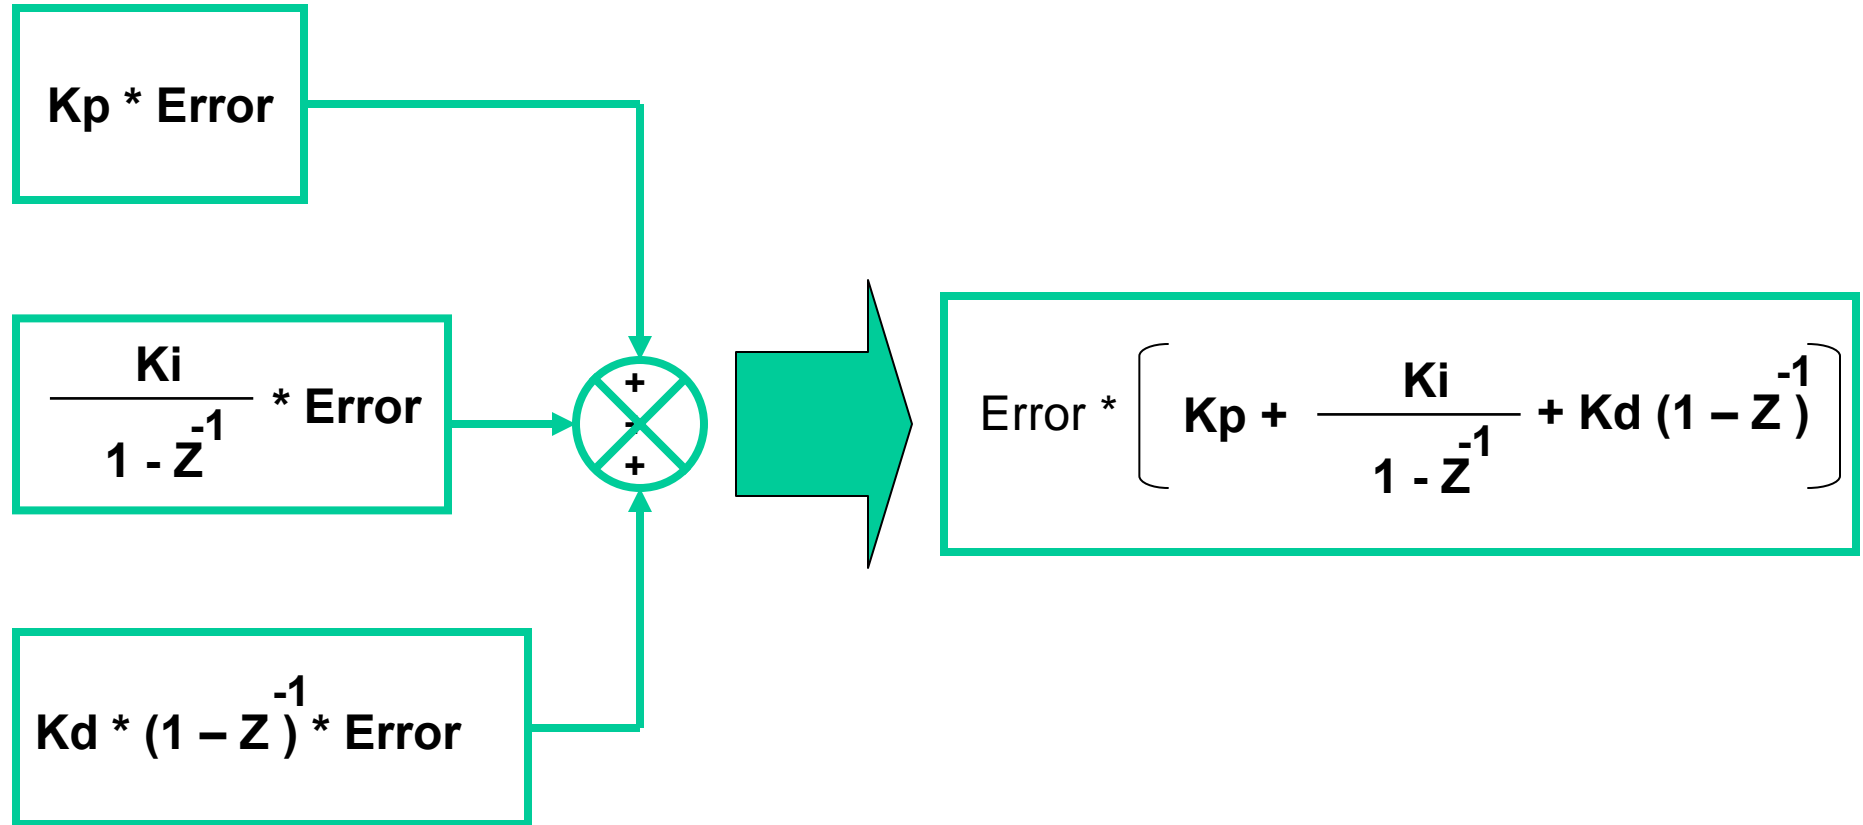 Kp * Error
Ki
1 - Z-1 * Error
Kd * (1 – Z-1) * Error
+
-
+
Error * Kp + Ki + Kd (1 – Z-1)
1 - Z-1